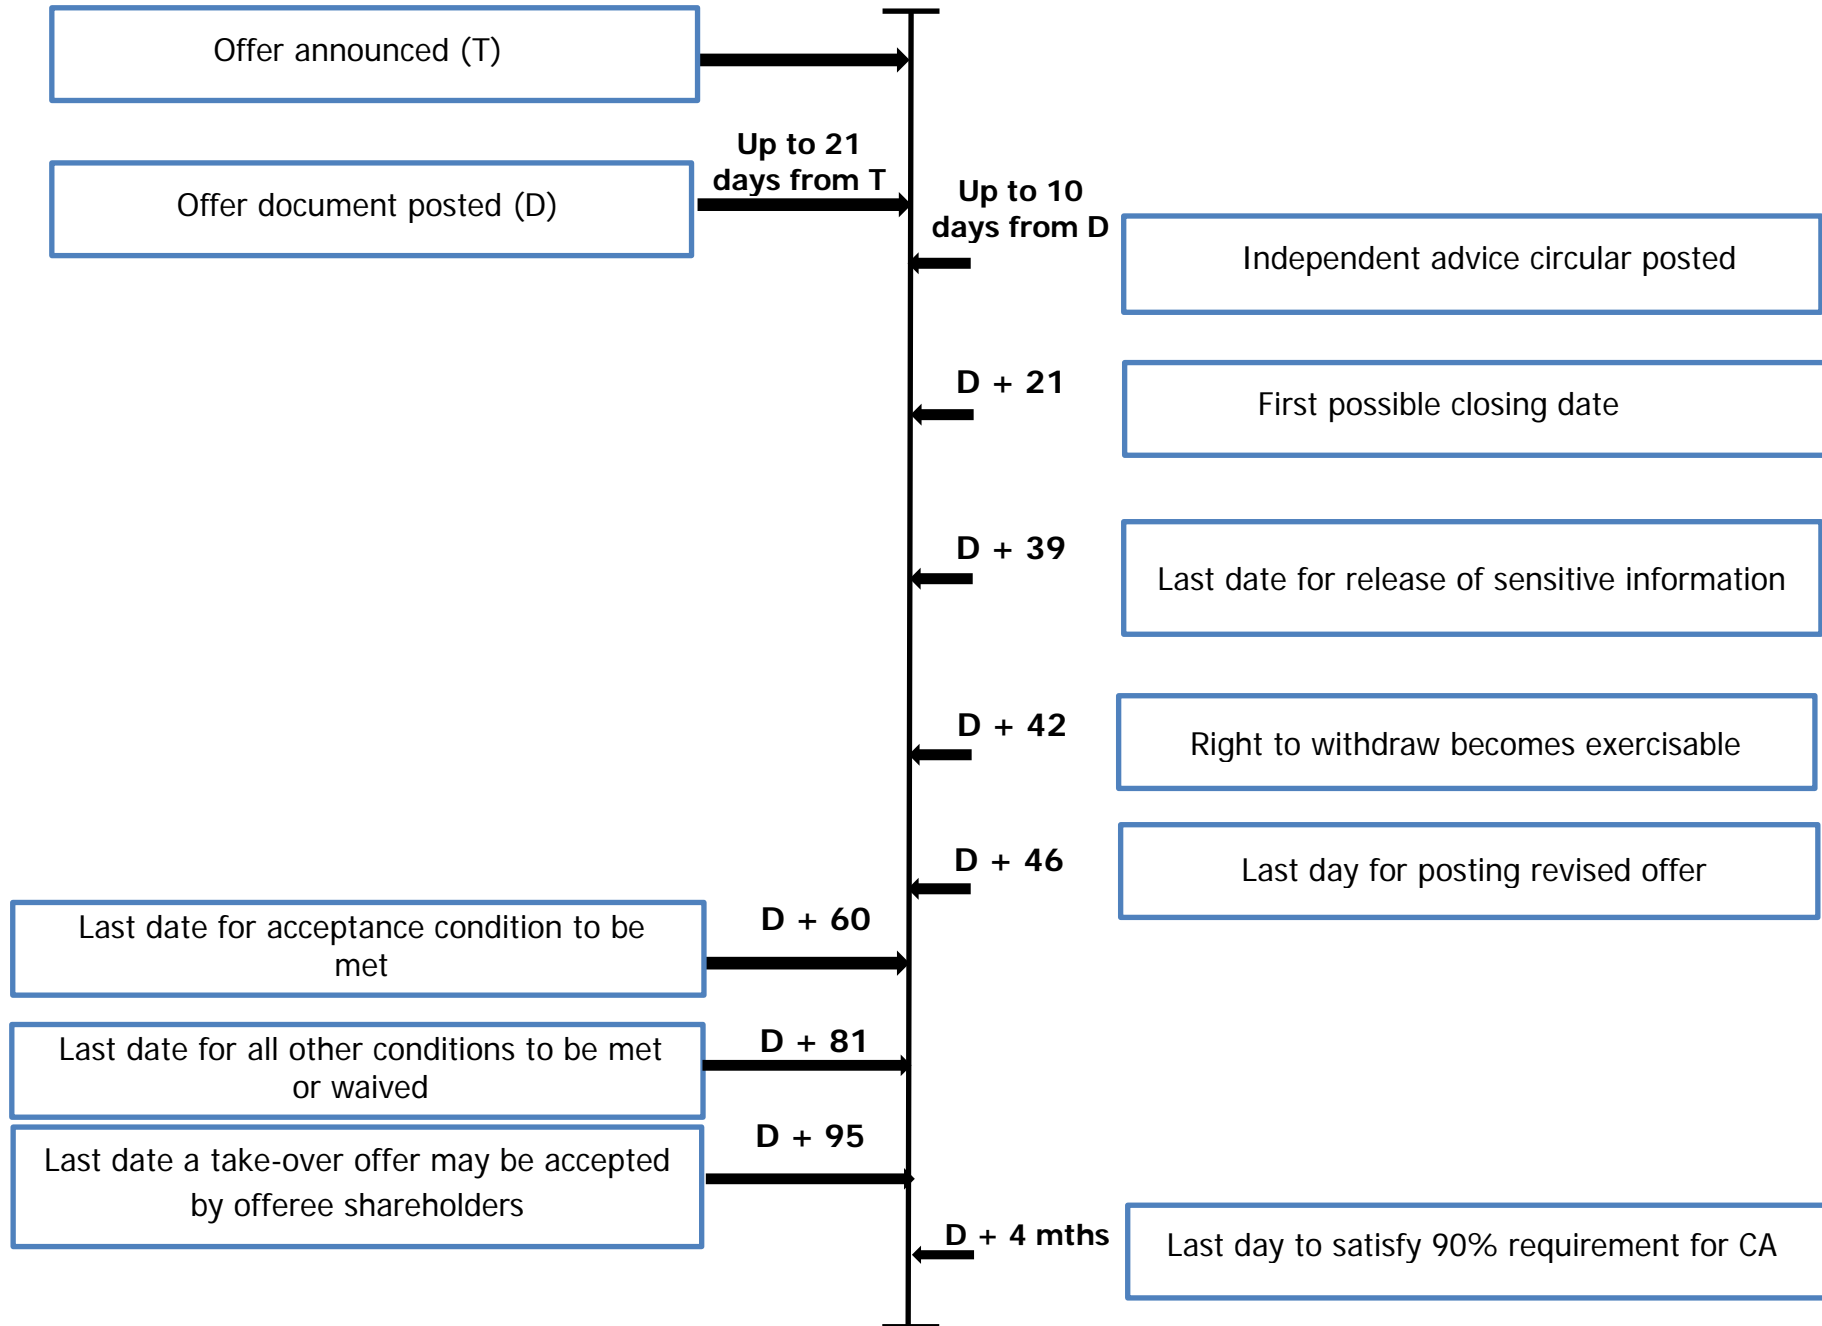 Offer announced (T)
Up to 21
days from T
Offer document posted (D)
Up to 10
days from D
Independent advice circular posted
D + 21
First possible closing date
D + 39
Last date for release of sensitive information
D + 42
Right to withdraw becomes exercisable
D + 46
Last day for posting revised offer
D + 60
Last date for acceptance condition to be
met
D + 81
Last date for all other conditions to be met
or waived
D + 95
Last date a take-over offer may be accepted
by offeree shareholders
D + 4 mths
Last day to satisfy 90% requirement for CA